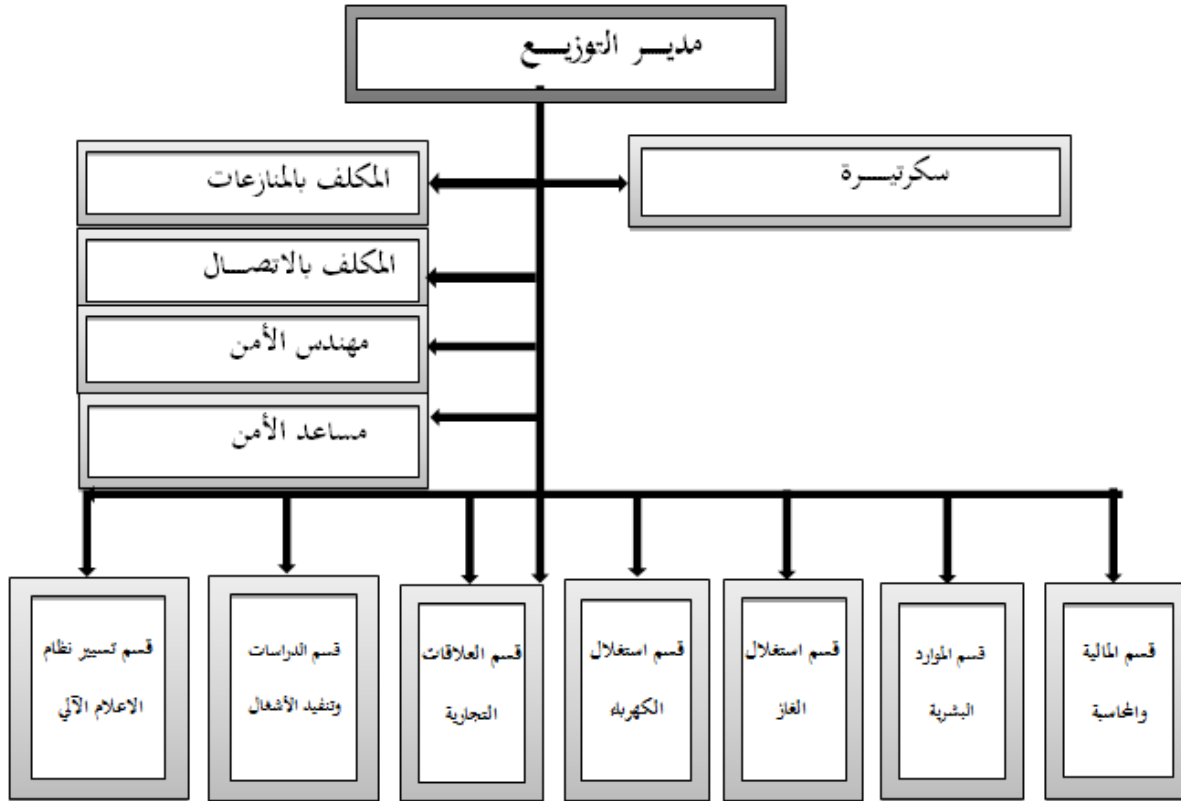 مديـــر التوزيـــع
سكرتيـــرة
المكلف بالمنازعات
المكلف بالاتصـــال
مهندس الأمن
مساعد الأمن
قسم المالية
والمحاسبة
قسم الموارد
البشرية
قسم استغلال
الغاز
قسم استغلال
الكهرباء
قسم العلاقات
التجارية
قسم الدراسات
وتنفيد الأشغال
قسم تسيير نظام
الاعلام الآلي